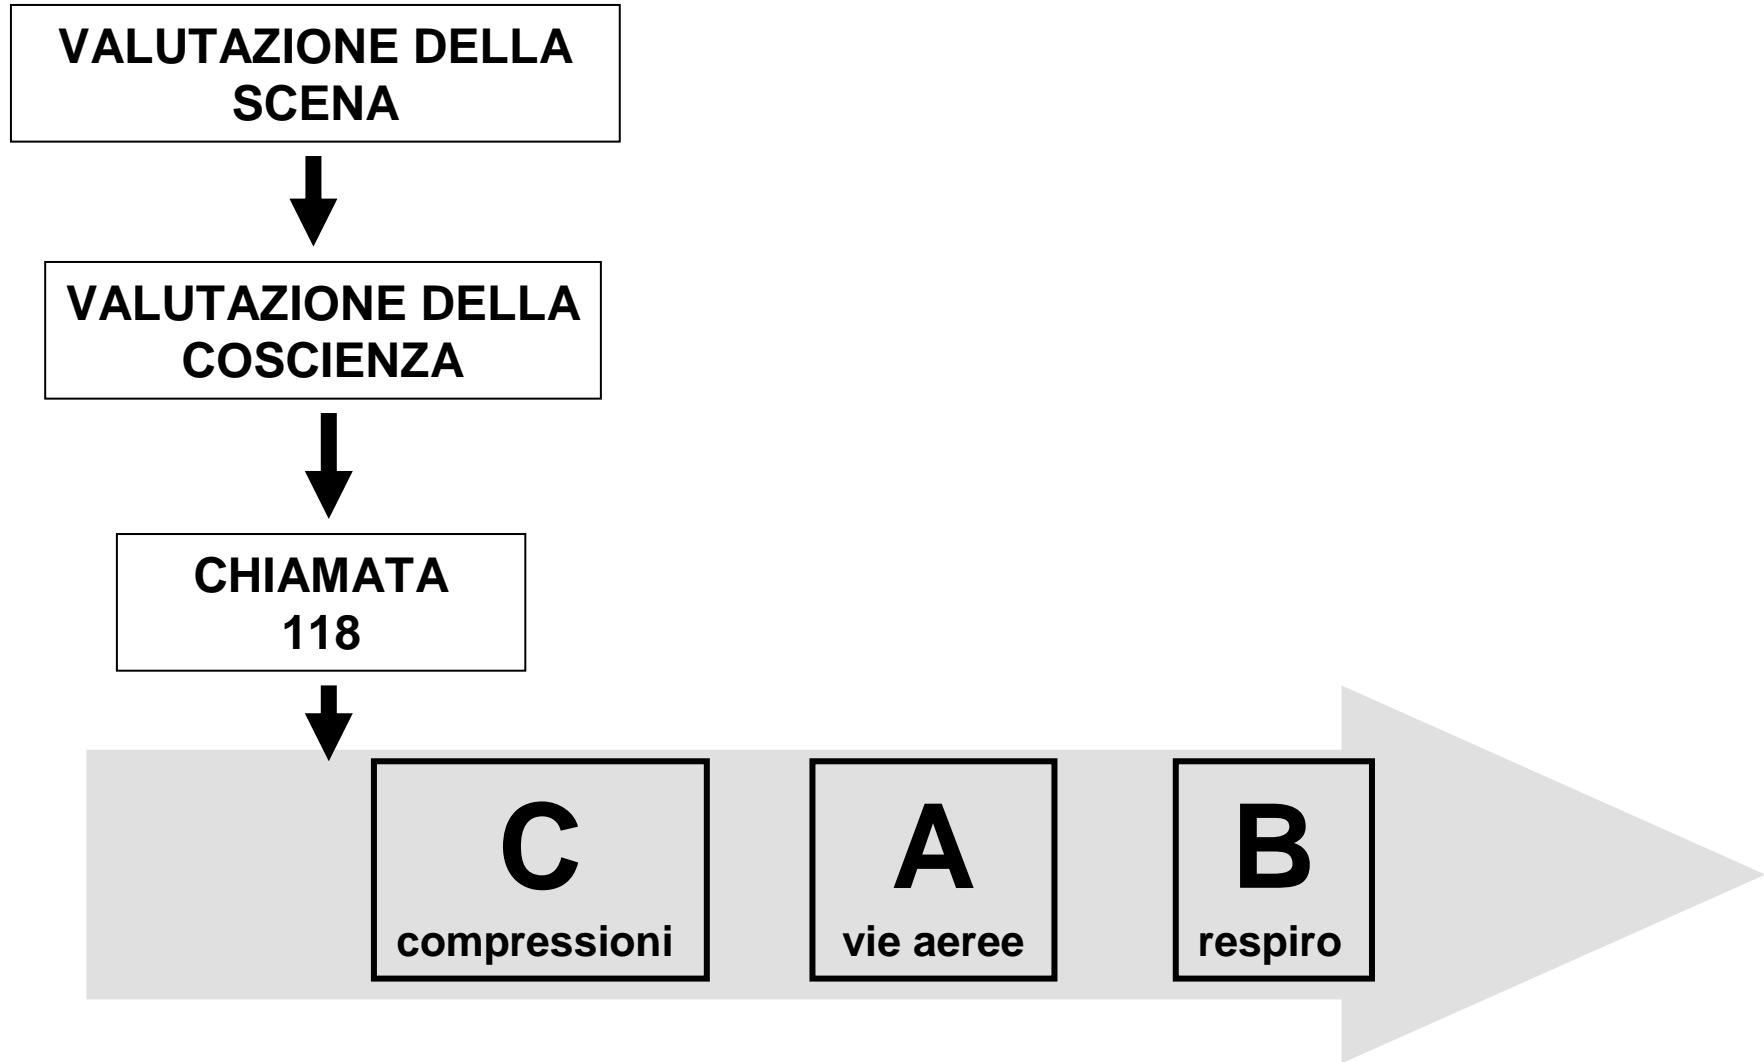 VALUTAZIONE DELLA
SCENA
VALUTAZIONE DELLA
COSCIENZA
CHIAMATA
118
C
compressioni
A
vie aeree
B
respiro